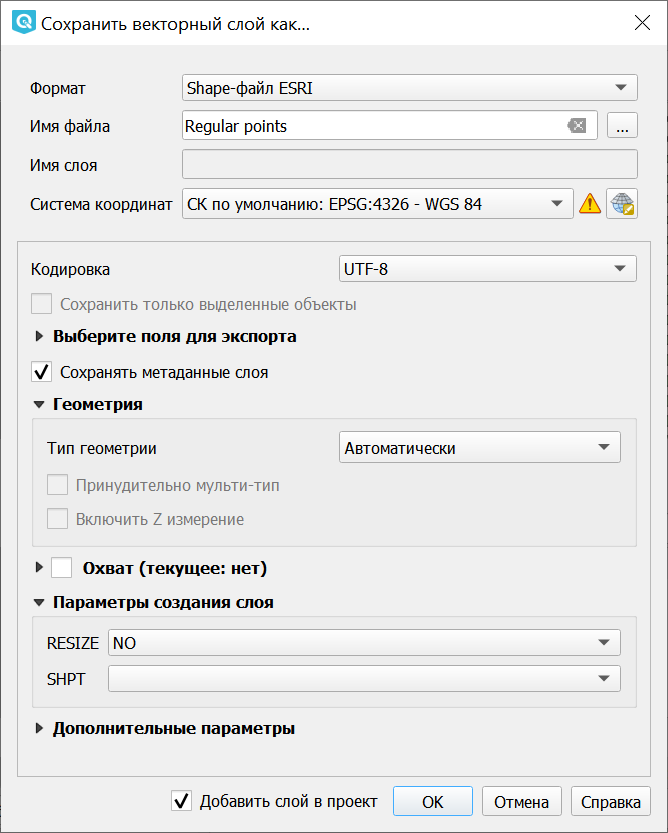 Сохранить векторный слой как...
Формат
Shape-файл ESRI
Имя файла
Regular points
...
Имя слоя
Система координат
СК по умолчанию: EPSG:4326 - WGS 84
Кодировка
UTF-8
Сохранить только выделенные объекты
Выберите поля для экспорта
Сохранять метаданные слоя
Геометрия
Тип геометрии
Автоматически
Принудительно мульти-тип
Включить Z измерение
Охват (текущее: нет)
Параметры создания слоя
RESIZE
NO
SHPT
Дополнительные параметры
Добавить слой в проект
OK
Отмена
Справка